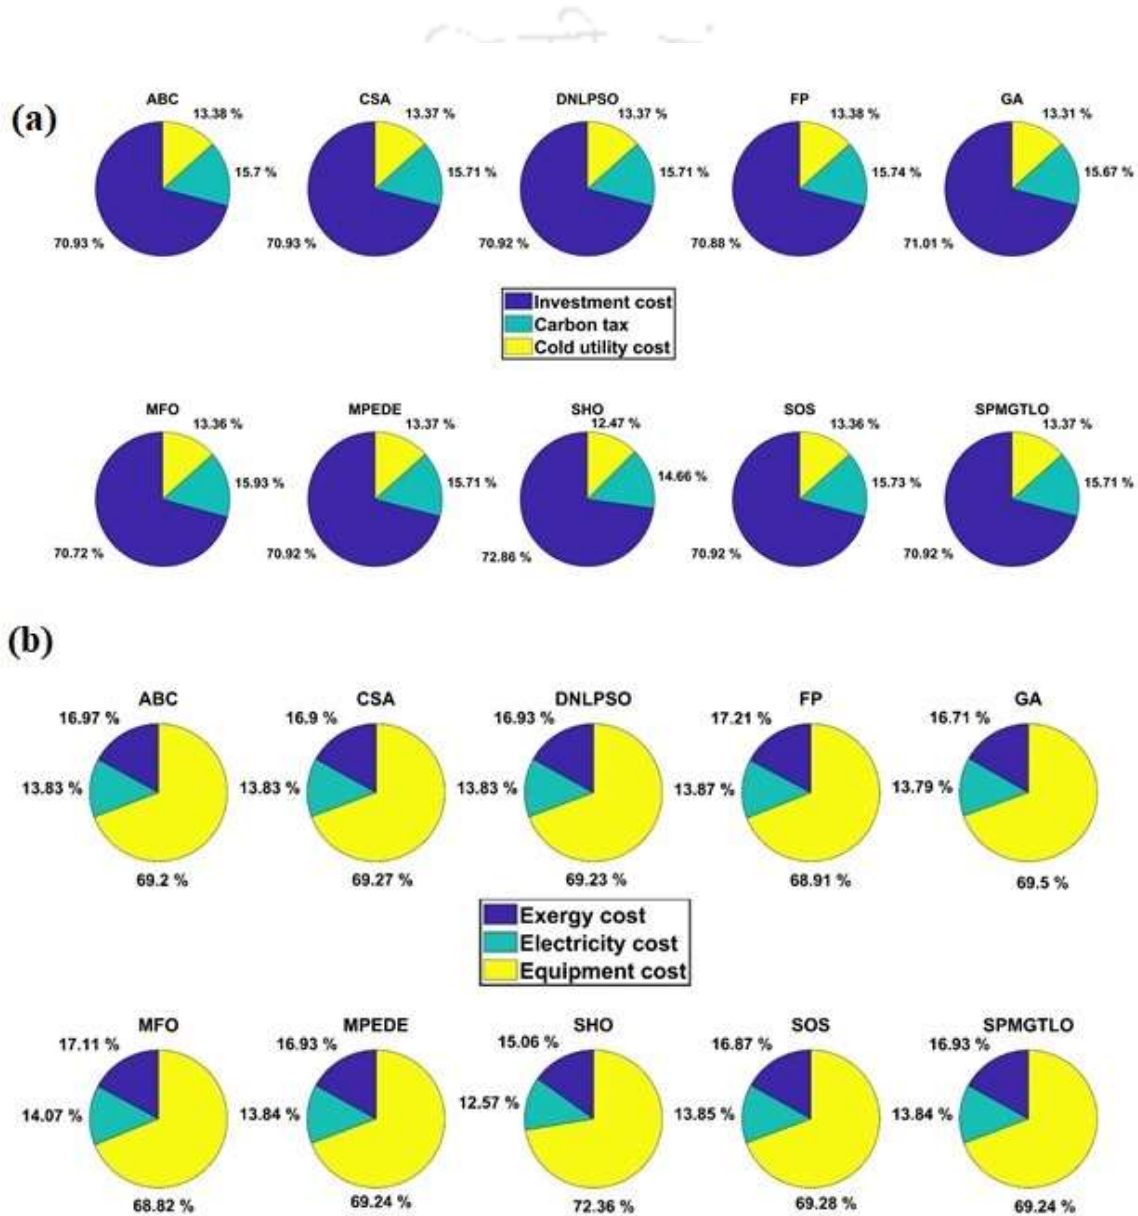 (a)
ABC
13.38 %
15.7 %
70.93 %
CSA
13.37 %
15.71 %
70.93 %
DNLPSO
13.37 %
15.71 %
70.92 %
FP
13.38 %
15.74 %
70.88 %
GA
13.31 %
15.67 %
71.01 %
Investment cost
Carbon tax
Cold utility cost
MFO
13.36 %
15.93 %
70.72 %
MPEDE
13.37 %
15.71 %
70.92 %
SHO
12.47 %
14.66 %
72.86 %
SOS
13.36 %
15.73 %
70.92 %
SPMGTLO
13.37 %
15.71 %
70.92 %
(b)
ABC
16.97 %
13.83 %
69.2 %
CSA
16.9 %
13.83 %
69.27 %
DNLPSO
16.93 %
13.83 %
69.23 %
FP
17.21 %
13.87 %
68.91 %
GA
16.71 %
13.79 %
69.5 %
Exergy cost
Electricity cost
Equipment cost
MFO
17.11 %
14.07 %
68.82 %
MPEDE
16.93 %
13.84 %
69.24 %
SHO
15.06 %
12.57 %
72.36 %
SOS
16.87 %
13.85 %
69.28 %
SPMGTLO
16.93 %
13.84 %
69.24 %